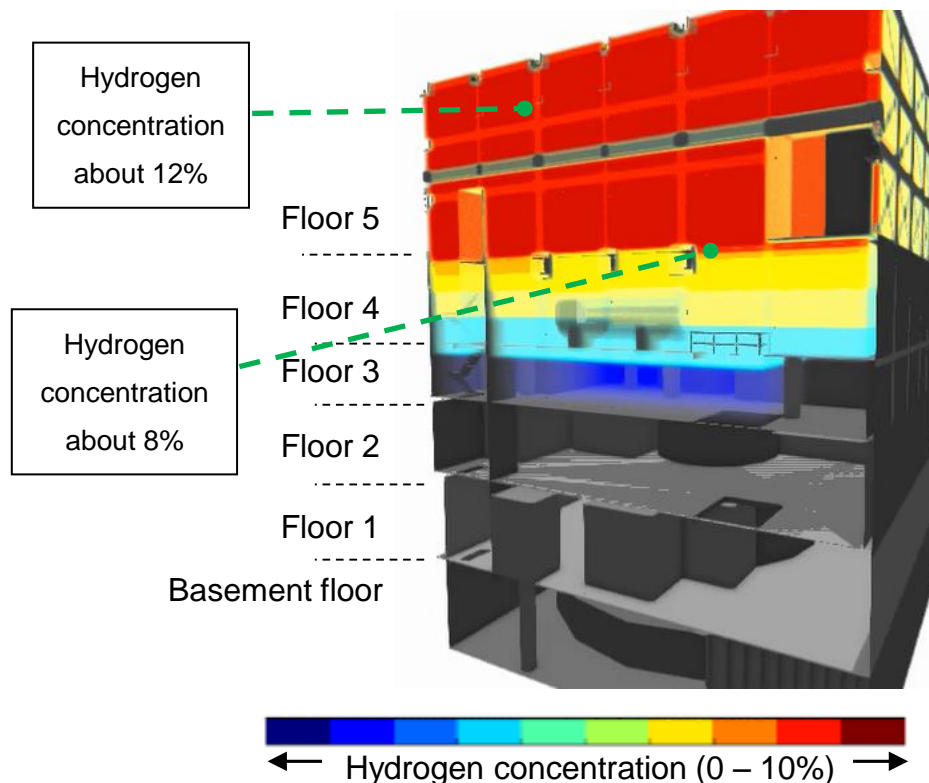 Hydrogen
concentration
about 12%
Floor 5
Floor 4
Hydrogen
concentration
about 8%
Floor 3
Floor 2
Floor 1
Basement floor
Hydrogen concentration (0 – 10%)